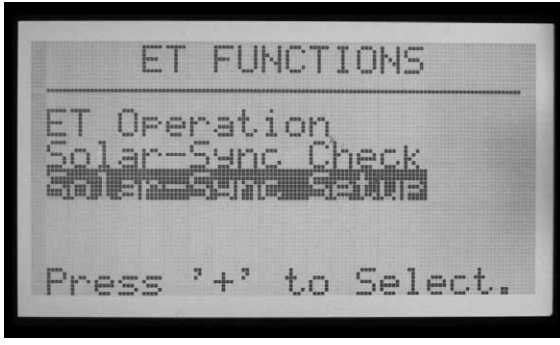 ET FUNCTIONS
ET Operation
Solar-Sync Check
Solar-Sync Setup
Press '+' to Select.